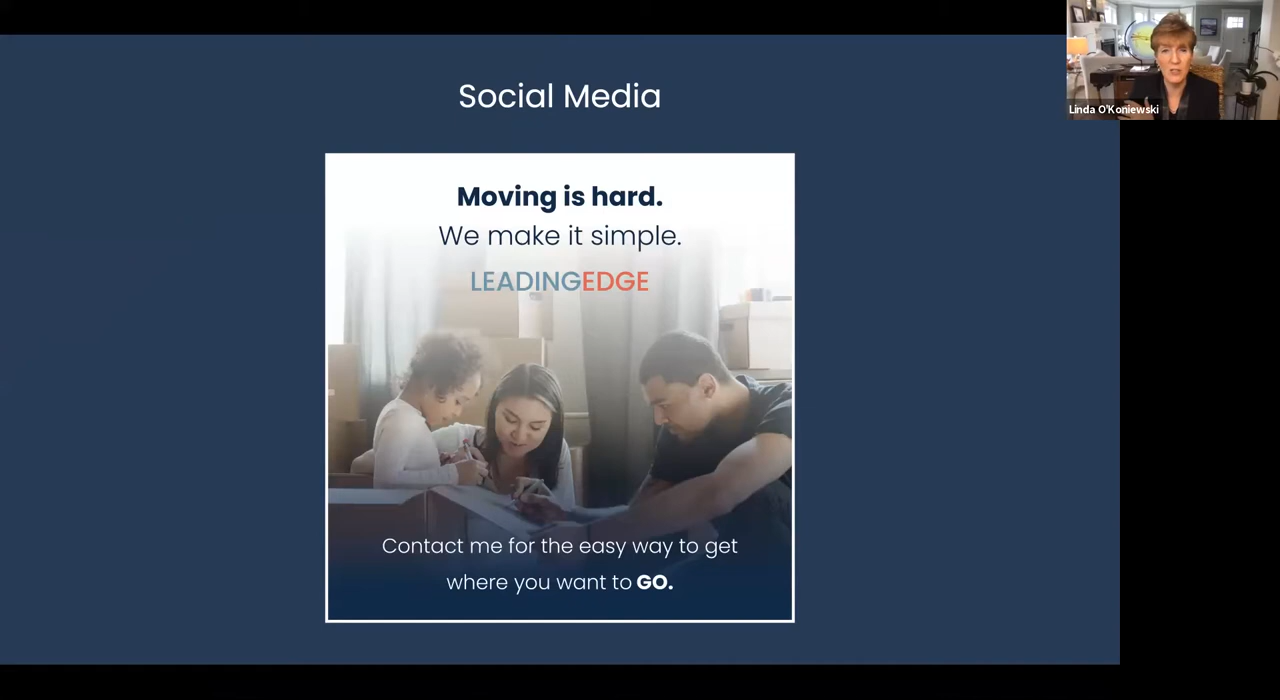 Social Media
Moving is hard.
We make it simple.
LEADINGEDGE
Contact me for the easy way to get
where you want to GO.
Linda O'Koniewski